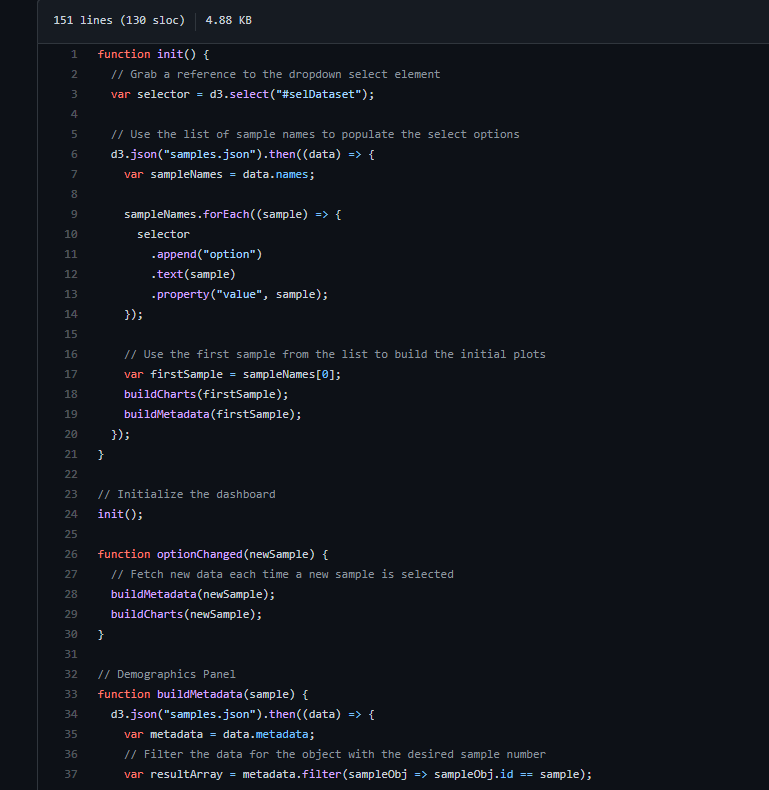 151 lines (130 sloc) 4.88 KB
1 function init() {
2 // Grab a reference to the dropdown select element
3 var selector = d3.select("#selDataset");
4
5 // Use the list of sample names to populate the select options
6 d3.json("samples.json").then((data) => {
7 var sampleNames = data.names;
8
9 sampleNames.forEach((sample) => {
10 selector
11 .append("option")
12 .text(sample)
13 .property("value", sample);
14 });
15
16 // Use the first sample from the list to build the initial plots
17 var firstSample = sampleNames[0];
18 buildCharts(firstSample);
19 buildMetadata(firstSample);
20 });
21 }
22
23 // Initialize the dashboard
24 init();
25
26 function optionChanged(newSample) {
27 // Fetch new data each time a new sample is selected
28 buildMetadata(newSample);
29 buildCharts(newSample);
30 }
31
32 // Demographics Panel
33 function buildMetadata(sample) {
34 d3.json("samples.json").then((data) => {
35 var metadata = data.metadata;
36 // Filter the data for the object with the desired sample number
37 var resultArray = metadata.filter(sampleObj => sampleObj.id == sample);